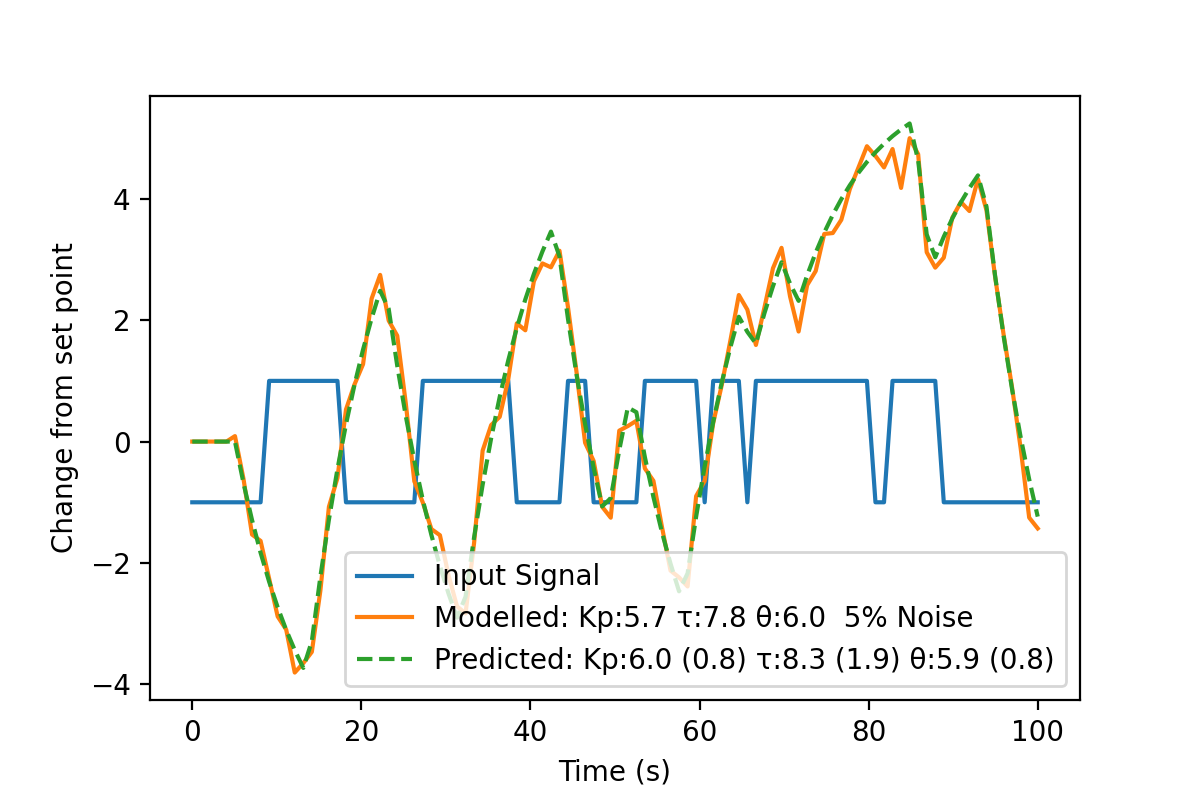 Change from set point
4
2
0
−2
−4
Input Signal
Modelled: Kp:5.7 τ:7.8 θ:6.0  5% Noise
Predicted: Kp:6.0 (0.8) τ:8.3 (1.9) θ:5.9 (0.8)
0 20 40 60 80 100
Time (s)